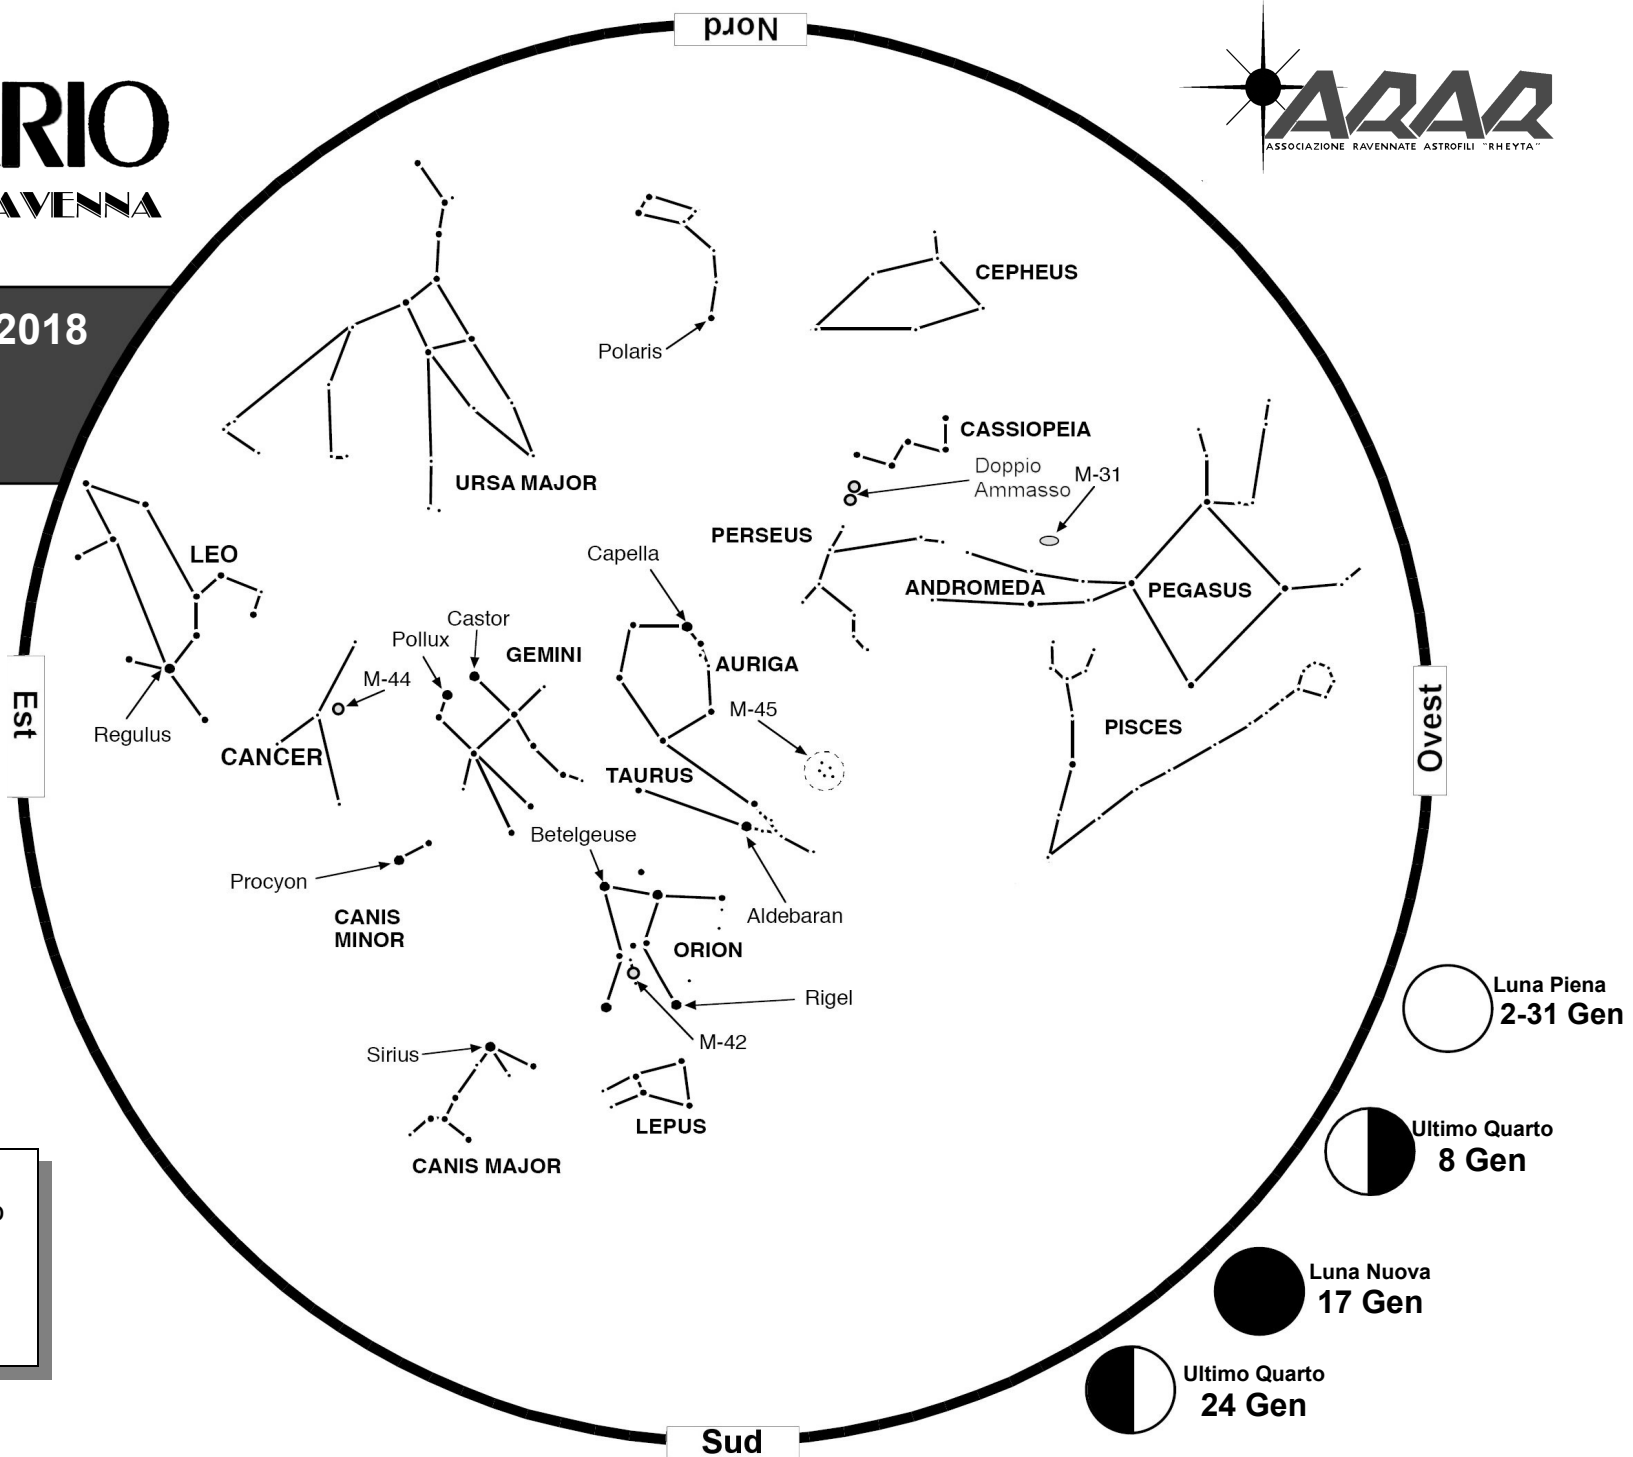 Nord
RIO
AVENNA
ARAR
ASSOCIAZIONE RAVENNATE ASTROFILI "RHEYTA"
2018
CEPHEUS
Polaris
CASSIOPEIA
Doppio
Ammasso
M-31
URSA MAJOR
PERSEUS
LEO
Capella
ANDROMEDA
PEGASUS
Castor
Pollux
GEMINI
AURIGA
M-44
M-45
Est
Ovest
Regulus
PISCES
CANCER
TAURUS
Betelgeuse
Procyon
Aldebaran
CANIS
MINOR
ORION
Rigel
M-42
Sirius
LEPUS
CANIS MAJOR
Luna Piena
2-31 Gen
Ultimo Quarto
8 Gen
o
Luna Nuova
17 Gen
Ultimo Quarto
24 Gen
Sud